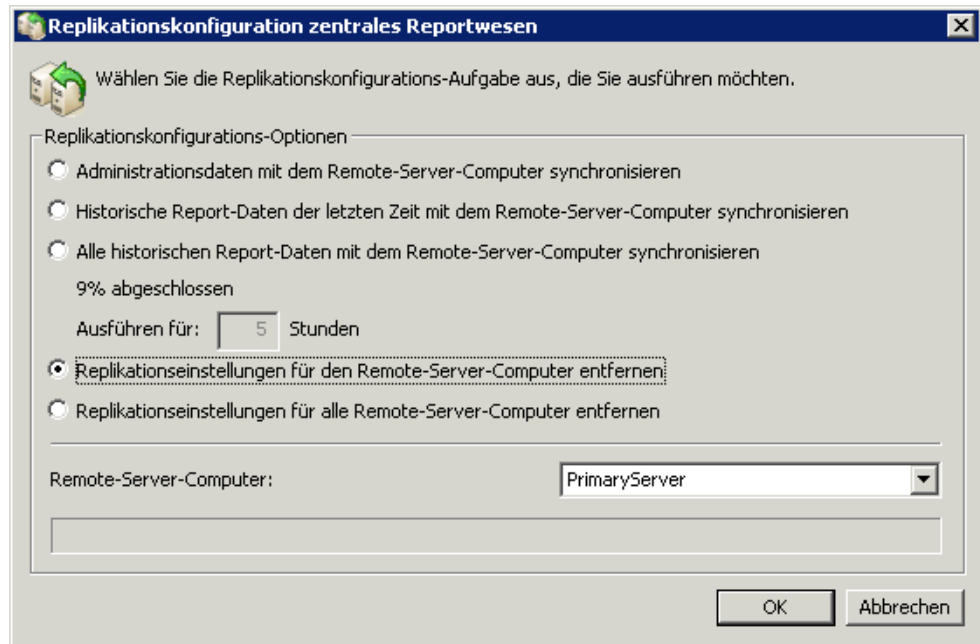 Replikationskonfiguration zentrales Reportwesen
Wählen Sie die Replikationskonfigurations-Aufgabe aus, die Sie ausführen möchten.
Replikationskonfigurations-Optionen
Administrationsdaten mit dem Remote-Server-Computer synchronisieren
Historische Report-Daten der letzten Zeit mit dem Remote-Server-Computer synchronisieren
Alle historischen Report-Daten mit dem Remote-Server-Computer synchronisieren
9% abgeschlossen
Ausführen für: 5 Stunden
Replikationseinstellungen für den Remote-Server-Computer entfernen
Replikationseinstellungen für alle Remote-Server-Computer entfernen
Remote-Server-Computer: PrimaryServer
OK Abbrechen